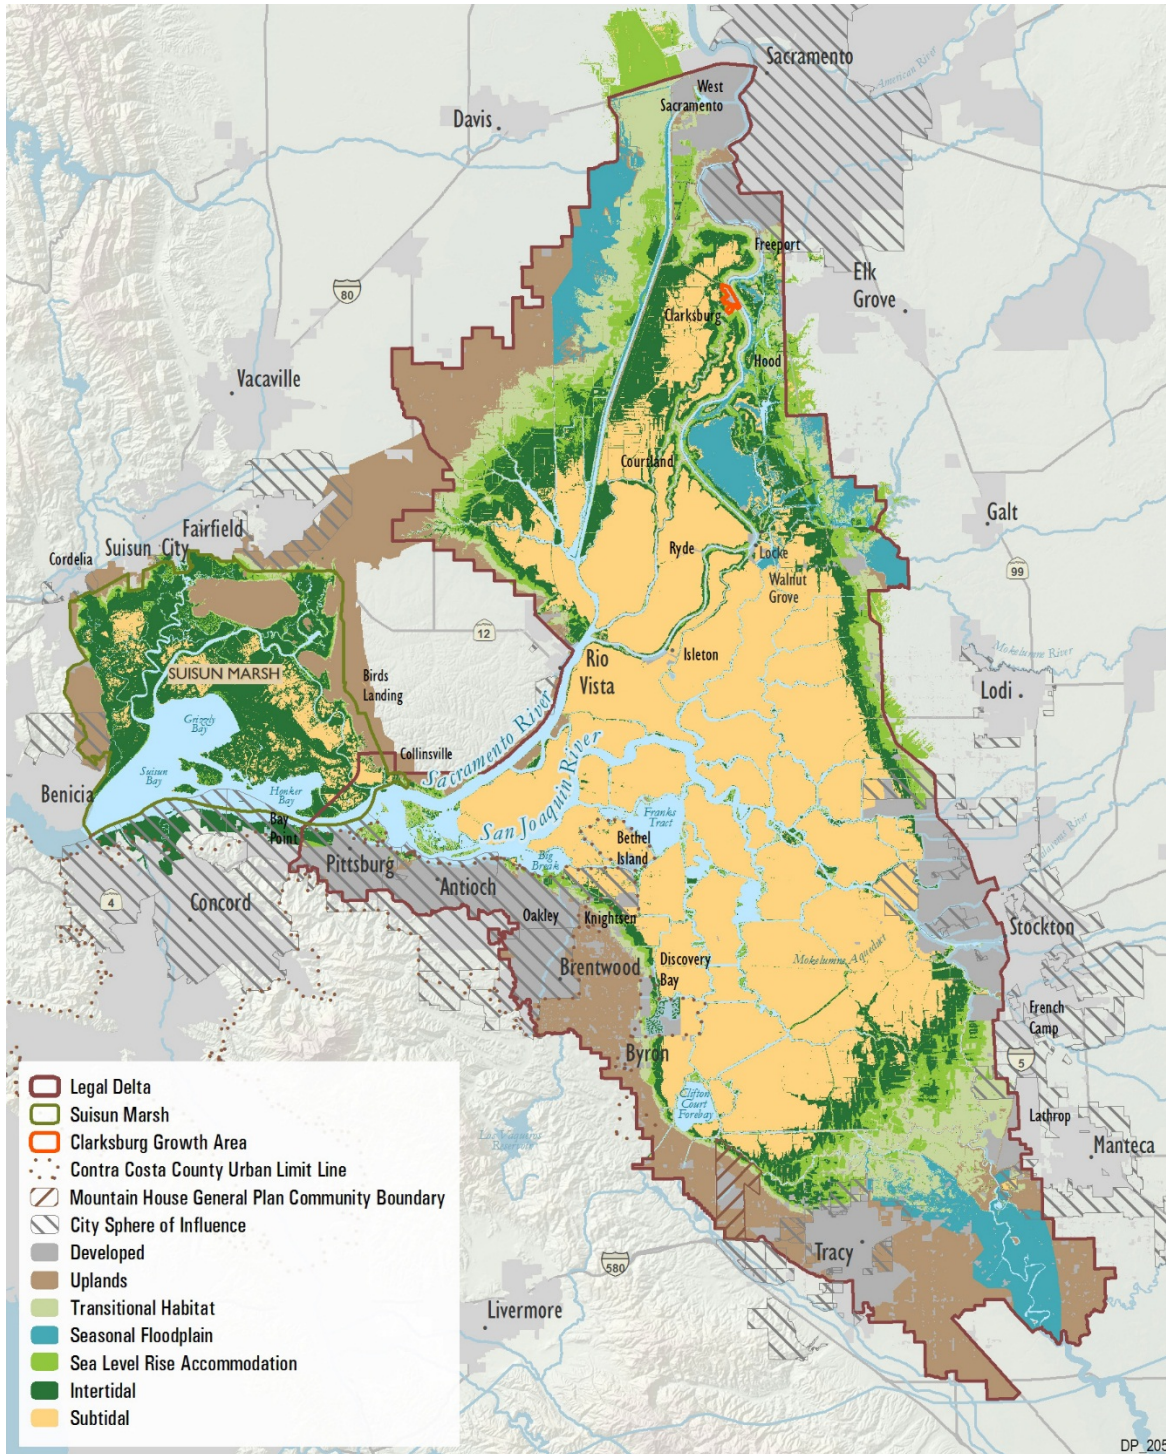 Sacramento
American River
West
Sacramento
Davis
Freeport
Elk
Grove
80
Clarksburg
Hood
Vacaville
Courtland
Galt
Fairfield
Suisun City
Cordelia
Ryde
Locke
Walnut
Grove
99
12
Mokelumne River
Isleton
Rio
Vista
SUISUN MARSH
Birds
Landing
Lodi
Grizzly
Bay
Sacramento River
Collinsville
Suisun
Bay
Honker
Bay
Benicia
San Joaquin River
Franks
Tract
Bay
Point
Bethel
Island
Big
Break
Pittsburg
Antioch
4
Concord
Oakley
Knightsen
Stockton
Brentwood
Discovery
Bay
Mokelumne Aqueduct
French
Camp
Byron
5
Clifton
Court
Forebay
Lathrop
Manteca
Tracy
580
Livermore
Legal Delta
Suisun Marsh
Clarksburg Growth Area
Contra Costa County Urban Limit Line
Mountain House General Plan Community Boundary
City Sphere of Influence
Developed
Uplands
Transitional Habitat
Seasonal Floodplain
Sea Level Rise Accommodation
Intertidal
Subtidal
DP_205